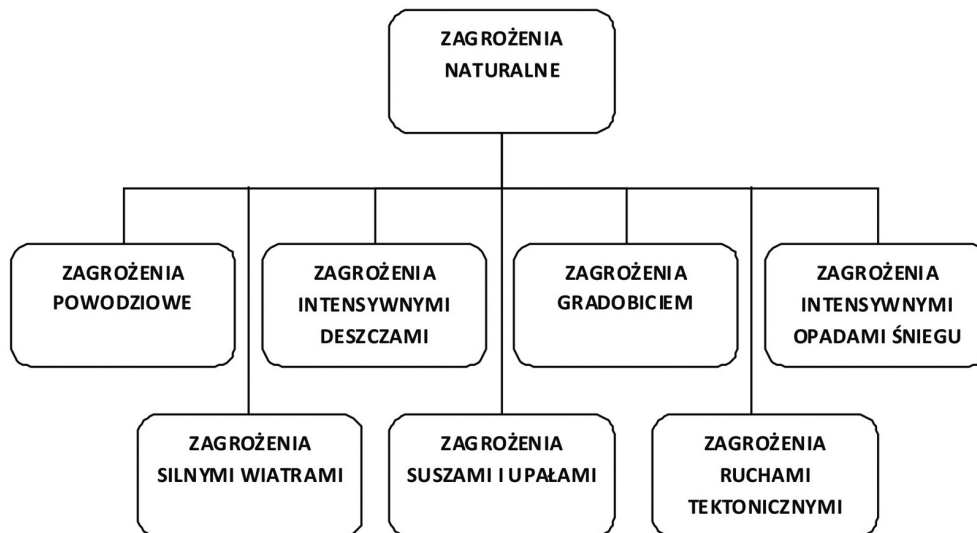 ZAGROŻENIA
NATURALNE
ZAGROŻENIA
POWODZIOWE
ZAGROŻENIA
INTENSYWNYMI
DESZCZAMI
ZAGROŻENIA
GRADOBICIEM
ZAGROŻENIA
INTENSYWNYMI
OPADAMI ŚNIEGU
ZAGROŻENIA
SILNYMI WIATRAMI
ZAGROŻENIA
SUSZAMI I UPAŁAMI
ZAGROŻENIA
RUCHAMI
TEKTONICZNYMI